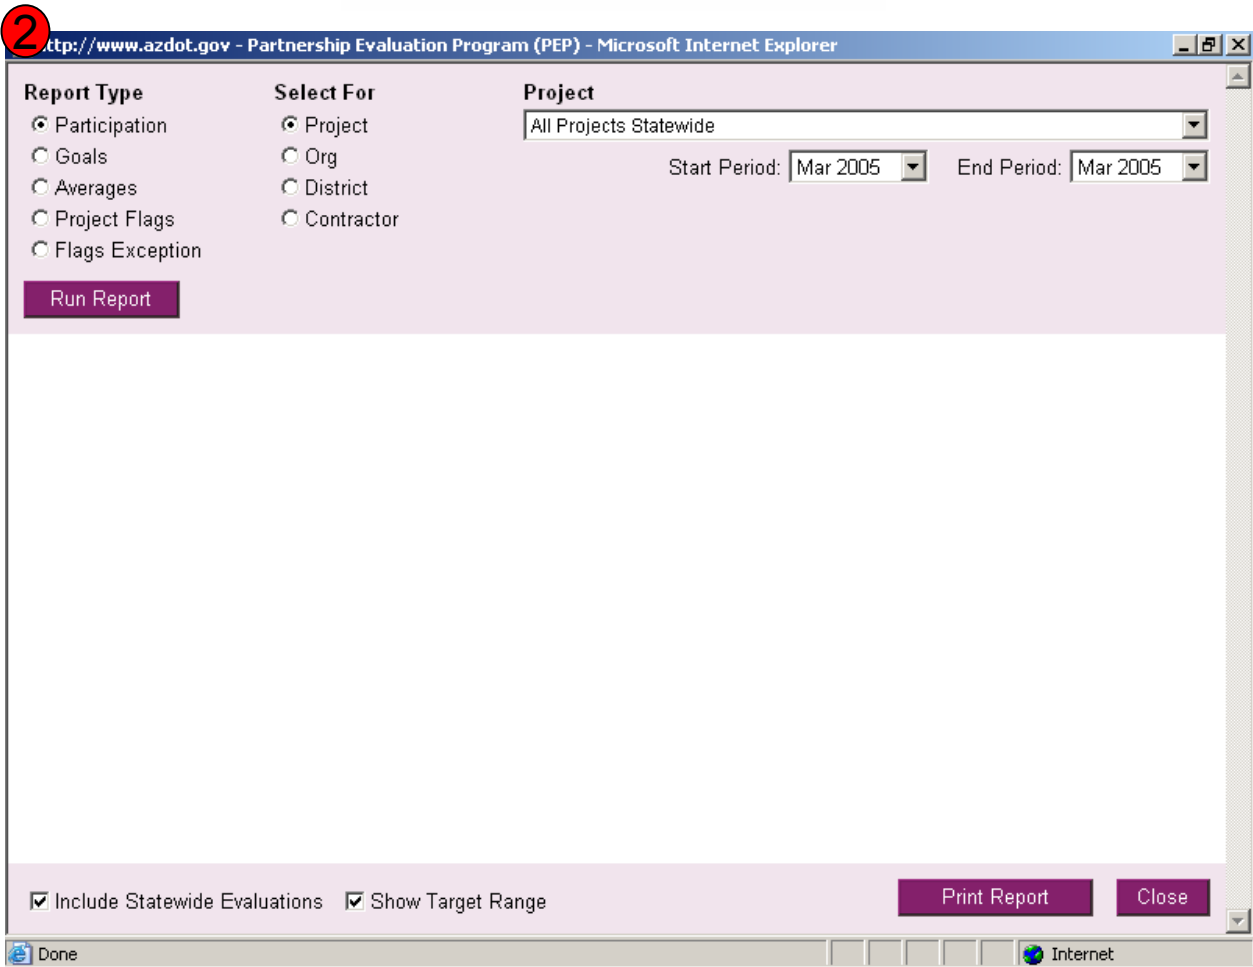 2
ttp://www.azdot.gov - Partnership Evaluation Program (PEP) - Microsoft Internet Explorer
Report Type Select For Project
Participation Project All Projects Statewide
Goals Org Start Period: Mar 2005 End Period: Mar 2005
Averages District
Project Flags Contractor
Flags Exception
Run Report
Include Statewide Evaluations Show Target Range Print Report Close
Done Internet